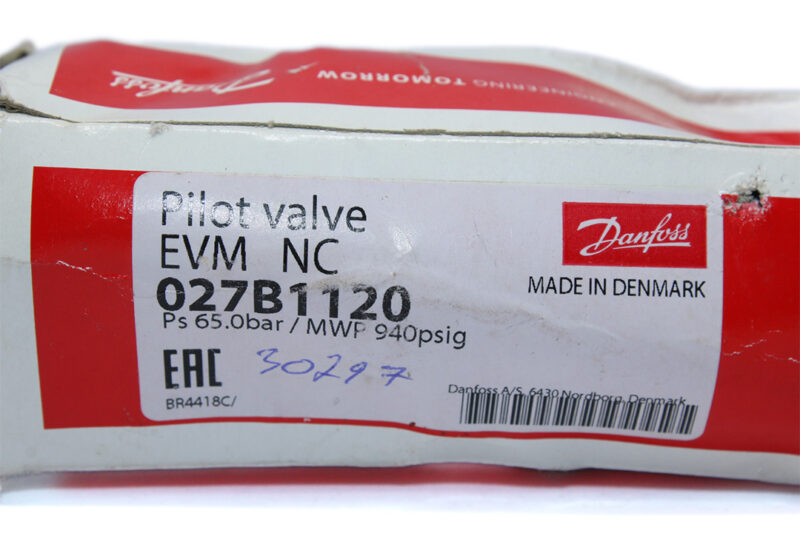 ENGINEERING TOMORROW
Danfoss
Pilot valve
EVM NC
027B1120
Ps 65.0bar / MWP 940psig
EAC
30297
BR4418C/
Danfoss
MADE IN DENMARK
Danfoss A/S, 6430 Nordborg, Denmark